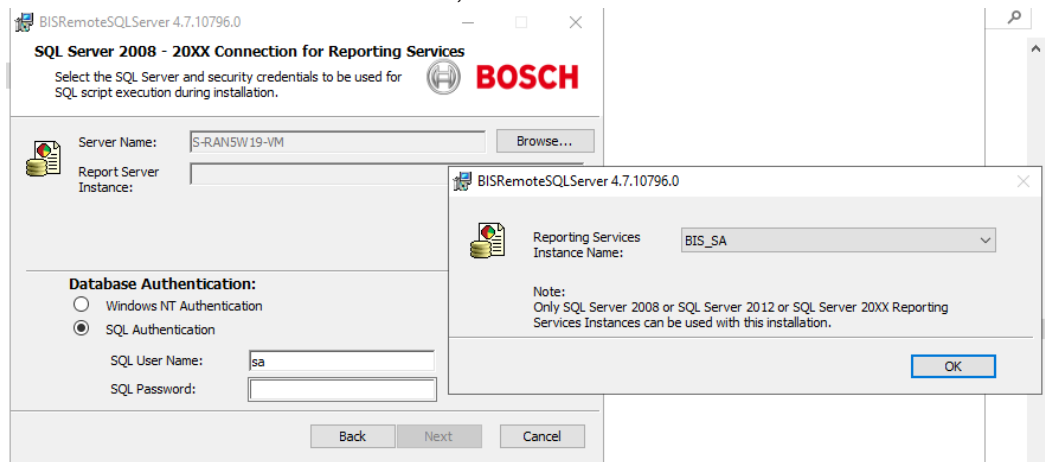 BISRemoteSQLServer 4.7.10796.0
SQL Server 2008 - 20XX Connection for Reporting Services
Select the SQL Server and security credentials to be used for
SQL script execution during installation.
BOSCH
Server Name:
S-RAN5W19-VM
Browse...
Report Server
Instance:
Database Authentication:
Windows NT Authentication
SQL Authentication
SQL User Name:
sa
SQL Password:
Back
Next
Cancel
BISRemoteSQLServer 4.7.10796.0
Reporting Services
Instance Name:
BIS_SA
Note:
Only SQL Server 2008 or SQL Server 2012 or SQL Server 20XX Reporting
Services Instances can be used with this installation.
OK